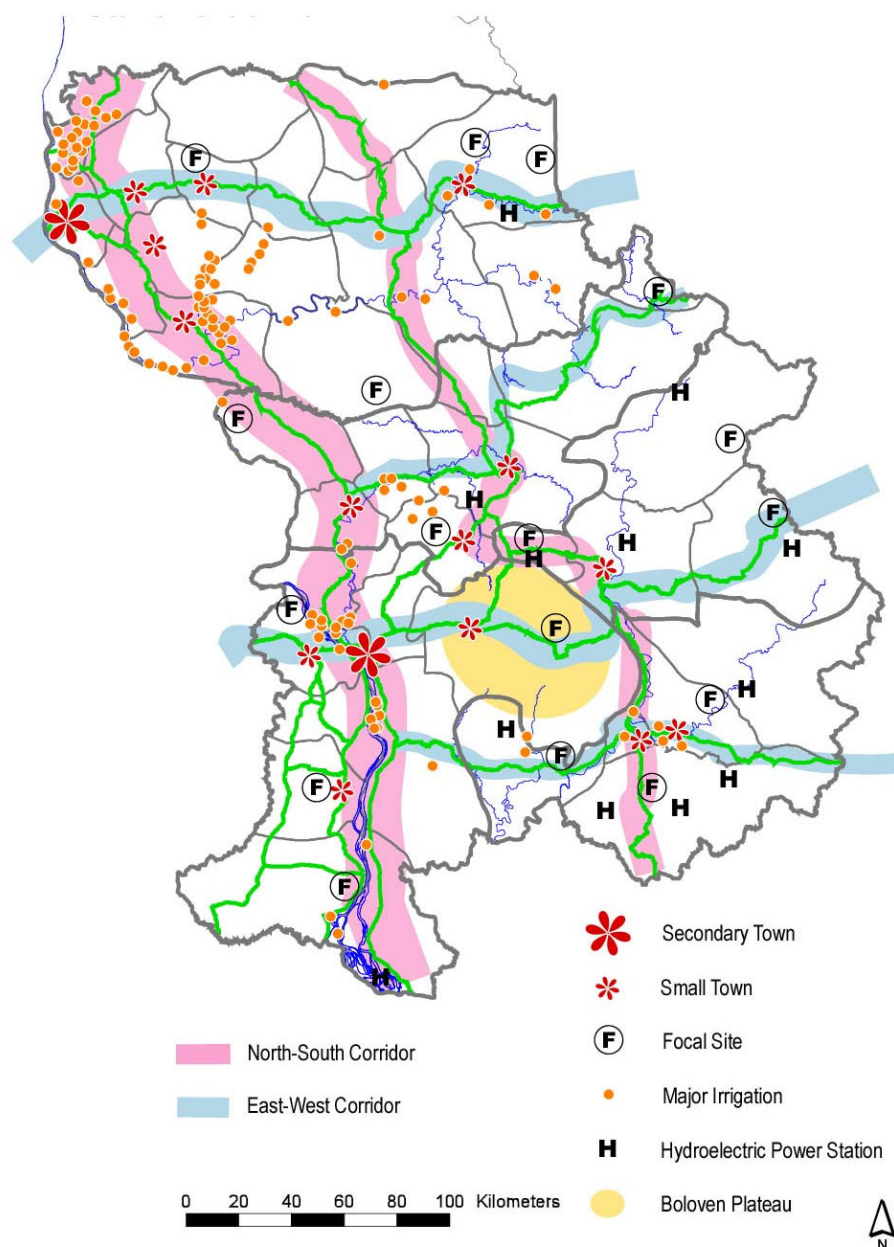 F
F
F
H
F
H
F
F
F
H
F
F
F
H
H
H
F
F
H
F
H
F
H
F
F
H
H
F
H
Secondary Town
Small Town
F Focal Site
Major Irrigation
H Hydroelectric Power Station
Boloven Plateau
North-South Corridor
East-West Corridor
0 20 40 60 80 100 Kilometers
N